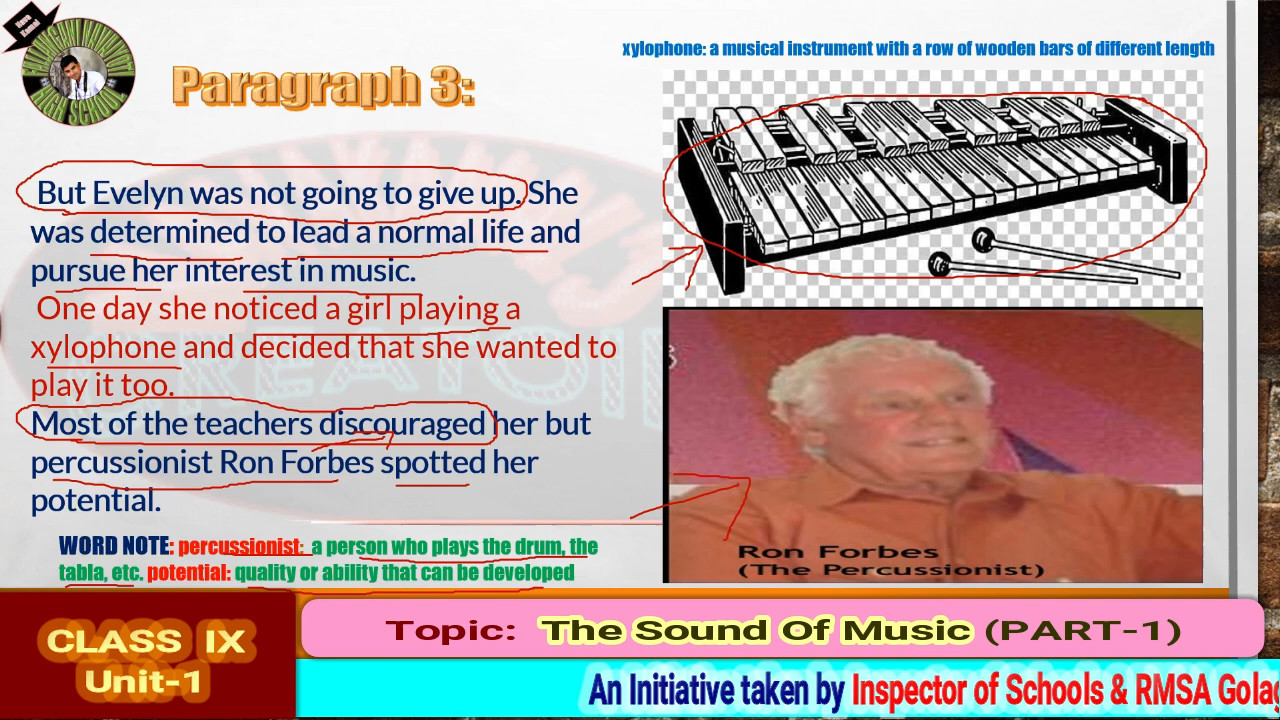 xylophone: a musical instrument with a row of wooden bars of different length
Paragraph 3:
But Evelyn was not going to give up. She
was determined to lead a normal life and
pursue her interest in music.
One day she noticed a girl playing a
xylophone and decided that she wanted to
play it too.
Most of the teachers discouraged her but
percussionist Ron Forbes spotted her
potential.
WORD NOTE: percussionist: a person who plays the drum, the
tabla, etc. potential: quality or ability that can be developed
Ron Forbes
(The Percussionist)
CLASS IX
Unit-1
Topic: The Sound Of Music (PART-1)
An Initiative taken by Inspector of Schools & RMSA Golag